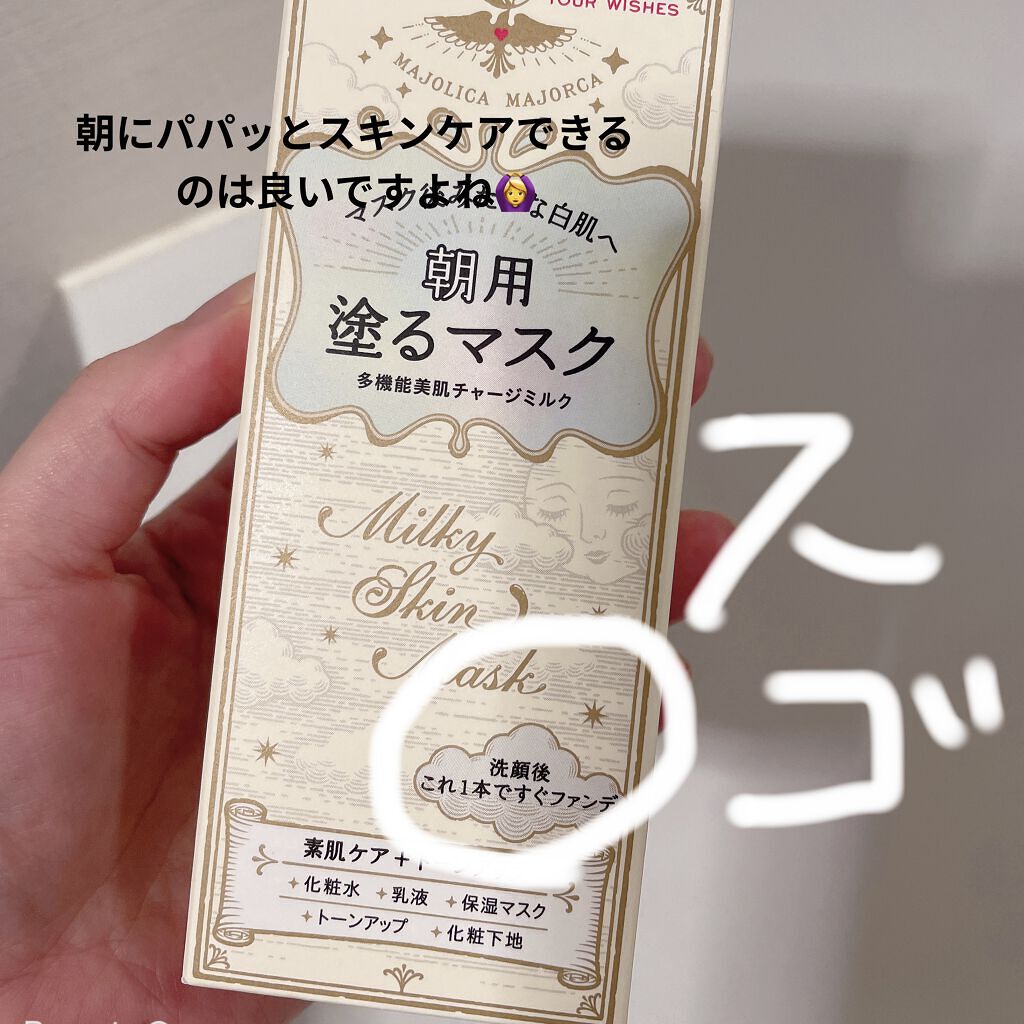 YOUR WISHES
MAJOLICA MAJORCA
朝にパパッとスキンケアできる
のは良いですよね🙆
な白肌へ
朝用
塗るマスク
多機能美肌チャージミルク
Milky
Skin
Mask
スゴ
洗顔後
これ1本ですぐファンデ
素肌ケア+
+化粧水 +乳液 +保湿マスク
+トーンアップ +化粧下地